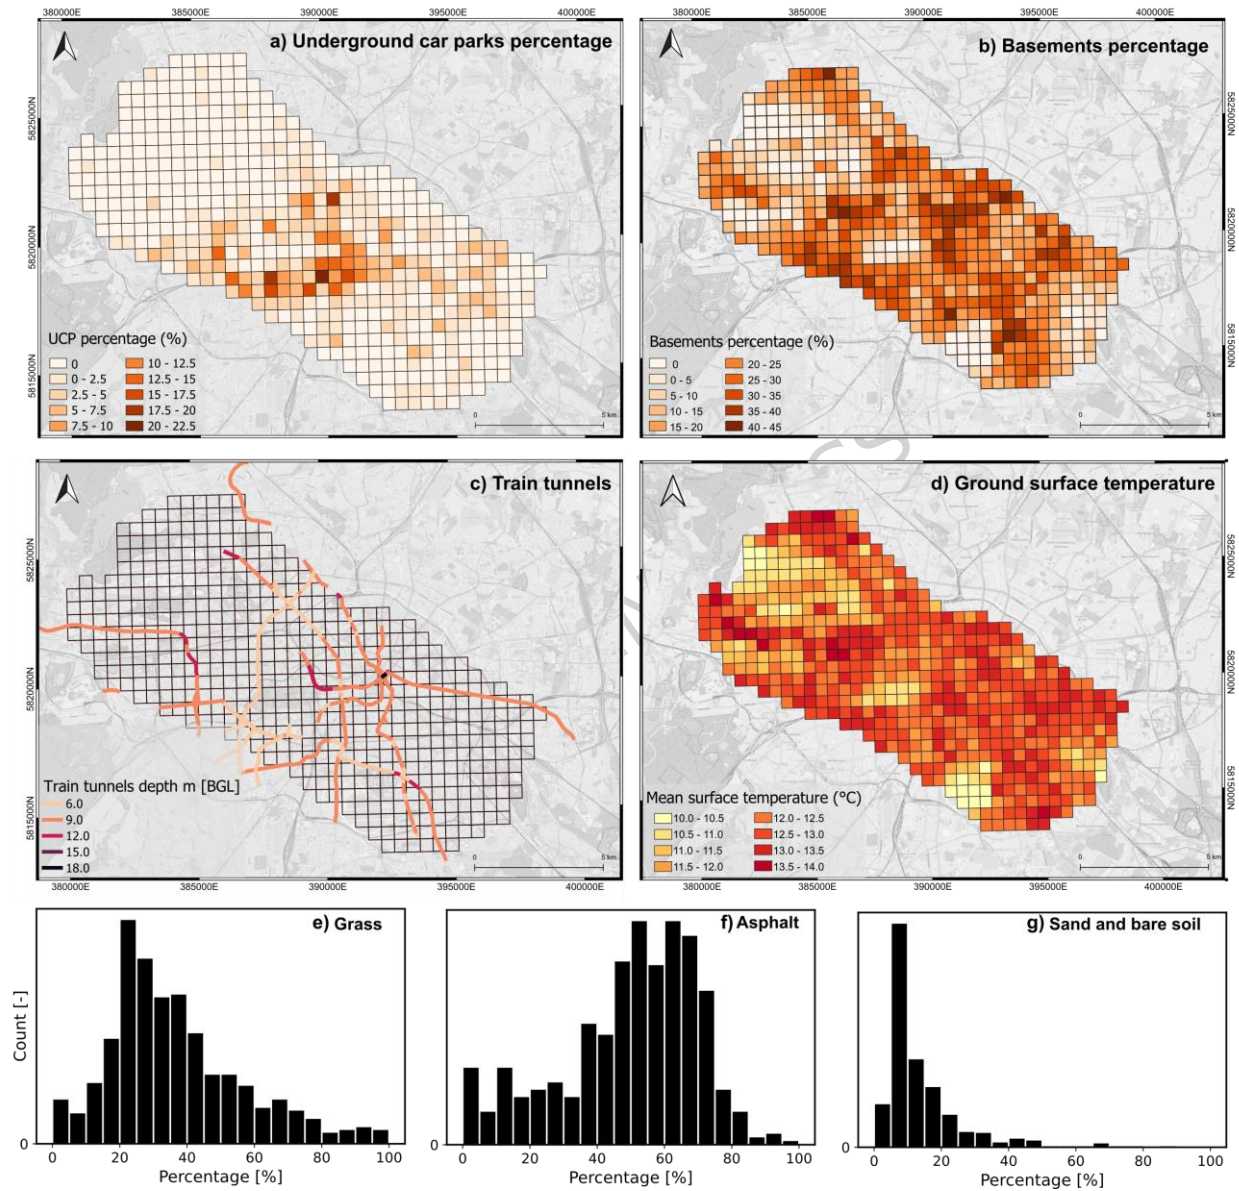 380000E 385000E 390000E 395000E 400000E
380000E 385000E 390000E 395000E 400000E
a) Underground car parks percentage
b) Basements percentage
5825000N
5820000N
5815000N
5825000N
5820000N
5815000N
UCP percentage (%)
0
0 - 2.5
2.5 - 5
5 - 7.5
7.5 - 10
10 - 12.5
12.5 - 15
15 - 17.5
17.5 - 20
20 - 22.5
0 5 km
Basements percentage (%)
0
0 - 5
5 - 10
10 - 15
15 - 20
20 - 25
25 - 30
30 - 35
35 - 40
40 - 45
0 5 km
c) Train tunnels
d) Ground surface temperature
5825000N
5820000N
5815000N
5825000N
5820000N
5815000N
Train tunnels depth m [BGL]
6.0
9.0
12.0
15.0
18.0
0 5 km
Mean surface temperature (°C)
10.0 - 10.5
10.5 - 11.0
11.0 - 11.5
11.5 - 12.0
12.0 - 12.5
12.5 - 13.0
13.0 - 13.5
13.5 - 14.0
0 5 km
380000E 385000E 390000E 395000E 400000E
380000E 385000E 390000E 395000E 400000E
e) Grass
f) Asphalt
g) Sand and bare soil
Count [-]
0
0
0
0 20 40 60 80 100
0 20 40 60 80 100
0 20 40 60 80 100
Percentage [%]
Percentage [%]
Percentage [%]